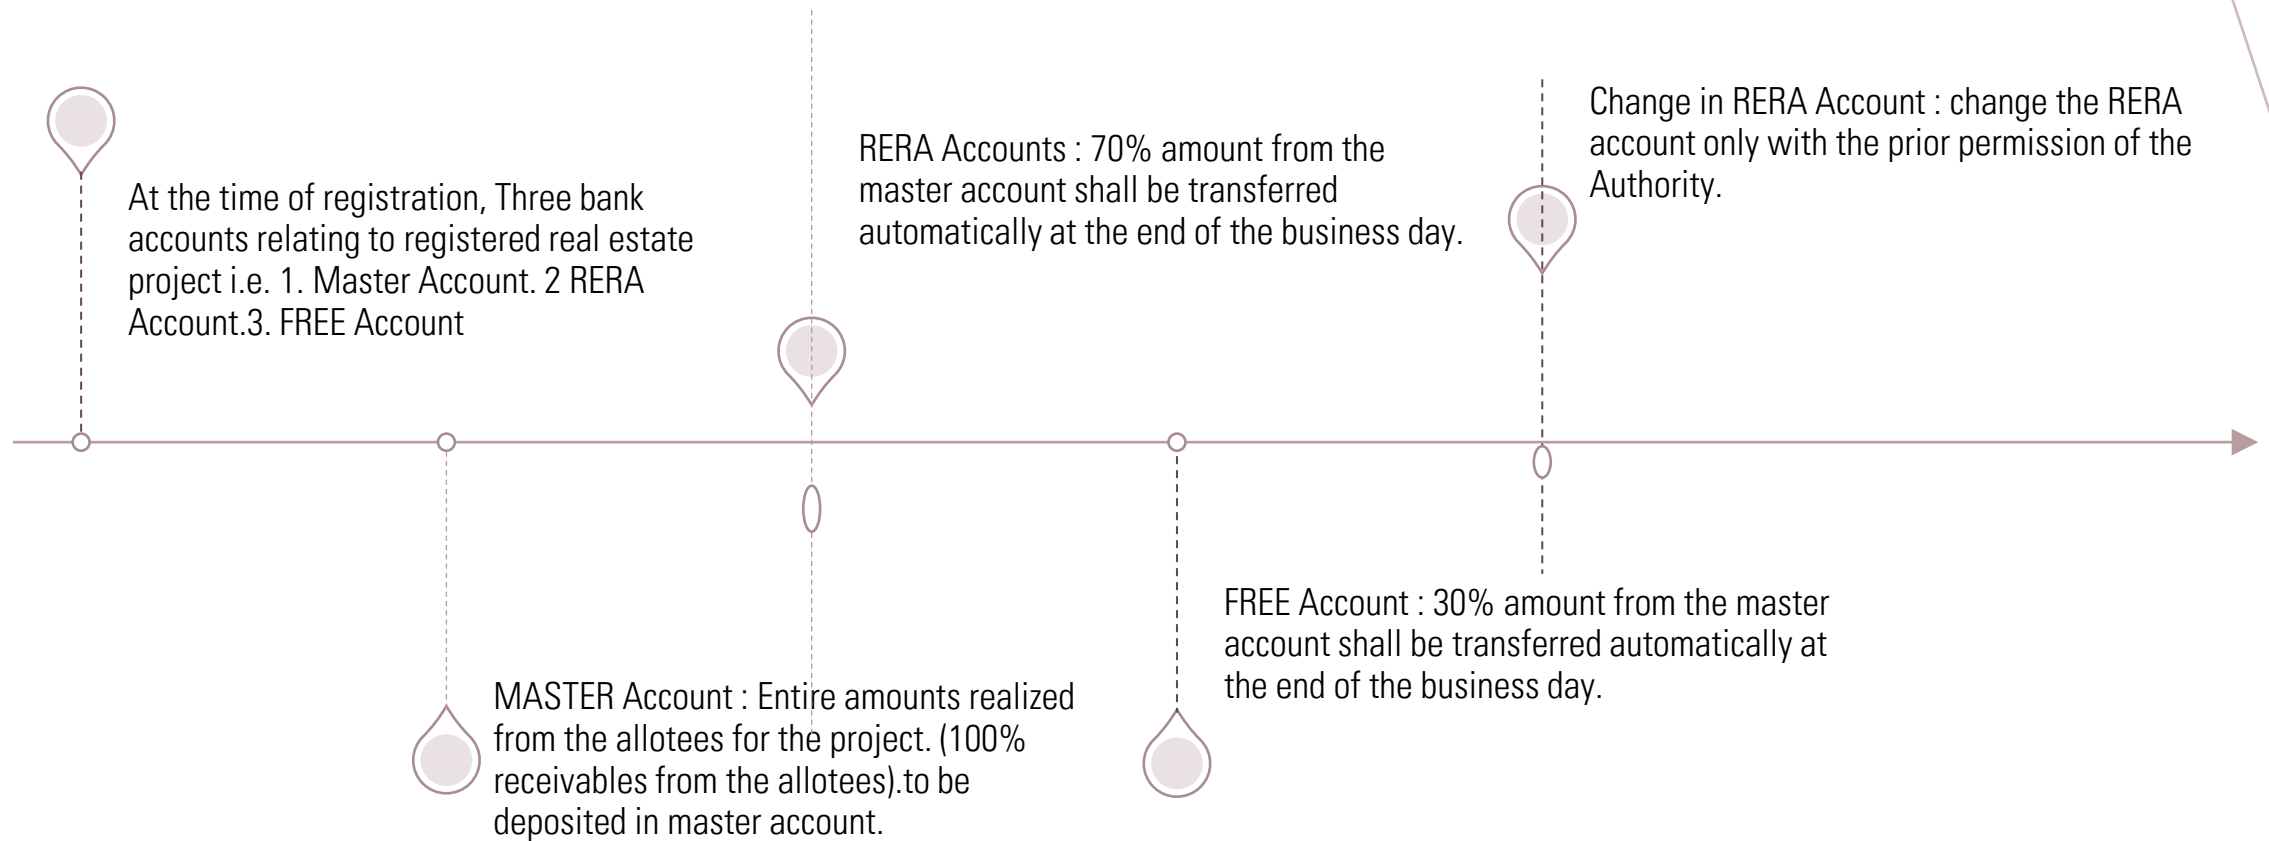 At the time of registration, Three bank
accounts relating to registered real estate
project i.e. 1. Master Account. 2 RERA
Account.3. FREE Account
MASTER Account : Entire amounts realized
from the allotees for the project. (100%
receivables from the allotees).to be
deposited in master account.
RERA Accounts : 70% amount from the
master account shall be transferred
automatically at the end of the business day.
FREE Account : 30% amount from the master
account shall be transferred automatically at
the end of the business day.
Change in RERA Account : change the RERA
account only with the prior permission of the
Authority.